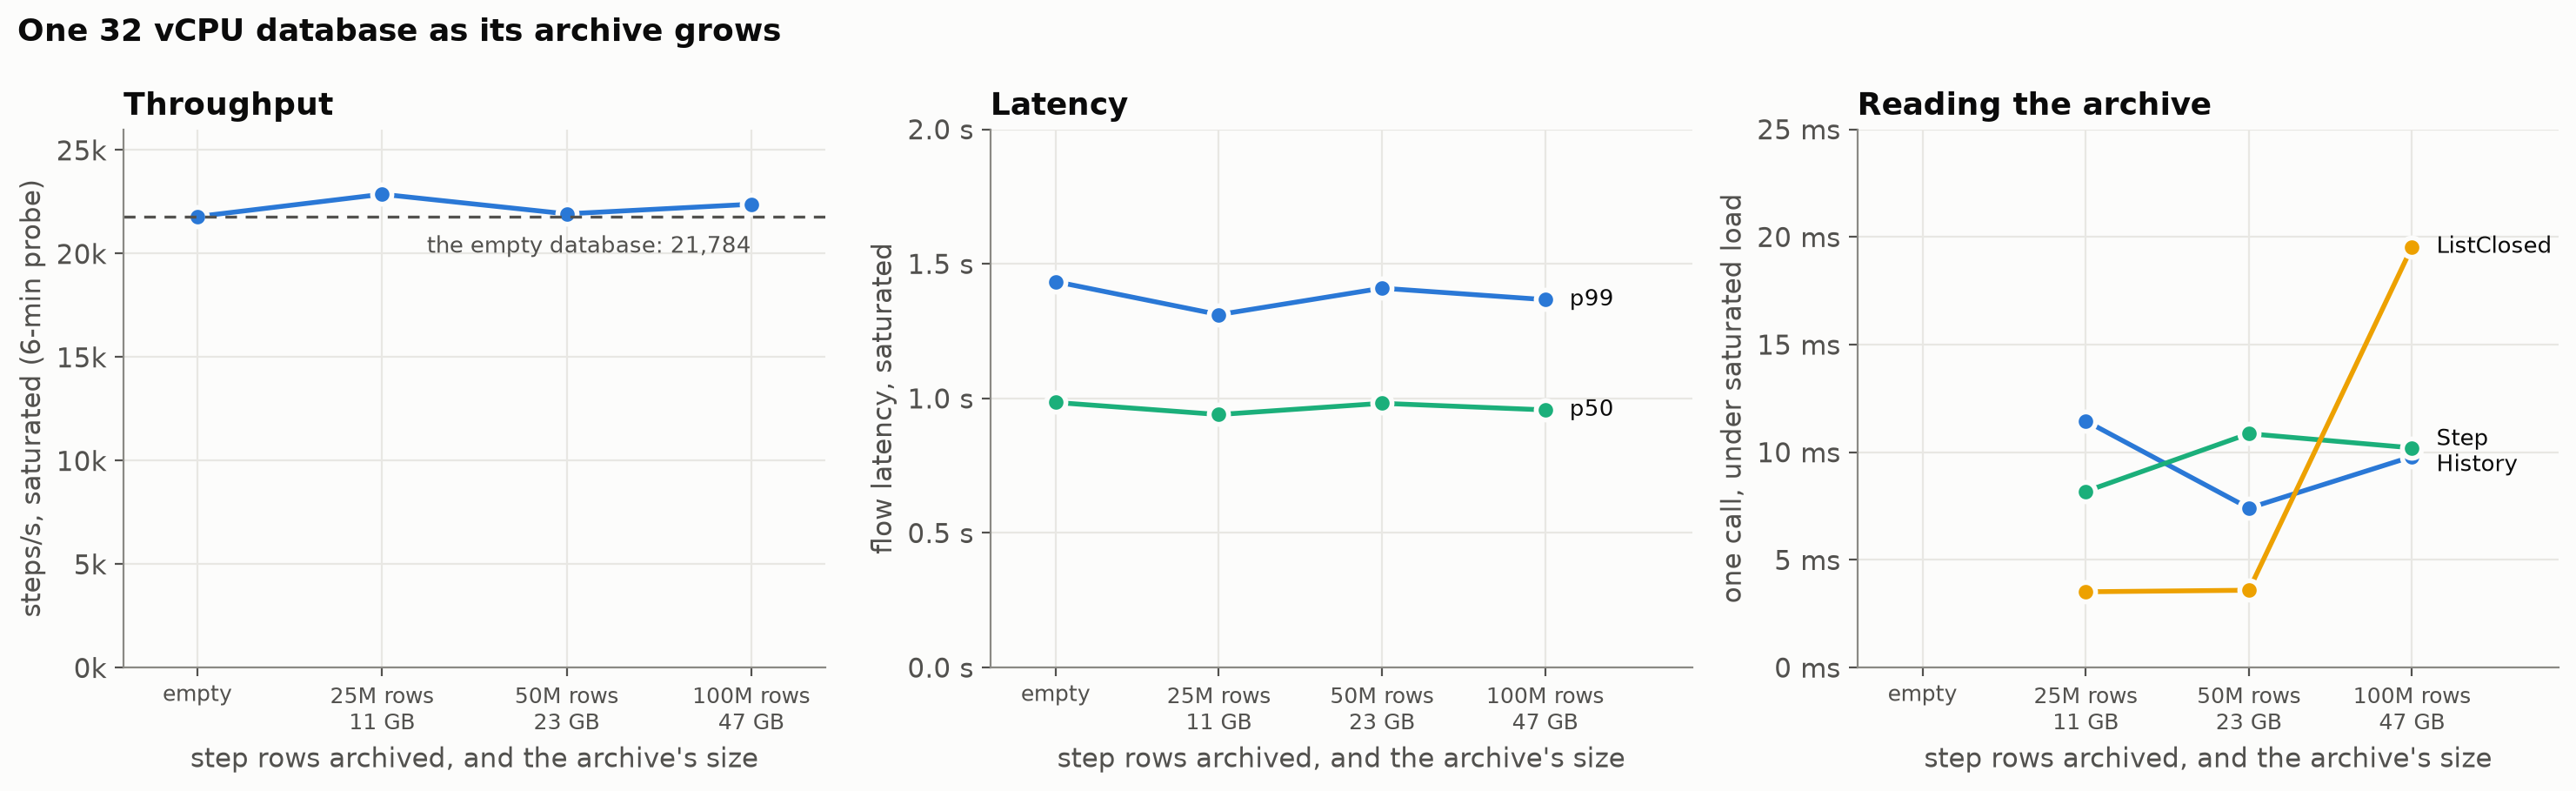 One 32 vCPU database as its archive grows
Throughput
steps/s, saturated (6-min probe)
25k
20k
15k
10k
5k
0k
the empty database: 21,784
empty
25M rows
11 GB
50M rows
23 GB
100M rows
47 GB
step rows archived, and the archive's size
Latency
flow latency, saturated
2.0 s
1.5 s
1.0 s
0.5 s
0.0 s
p99
p50
empty
25M rows
11 GB
50M rows
23 GB
100M rows
47 GB
step rows archived, and the archive's size
Reading the archive
one call, under saturated load
25 ms
20 ms
15 ms
10 ms
5 ms
0 ms
ListClosed
Step
History
empty
25M rows
11 GB
50M rows
23 GB
100M rows
47 GB
step rows archived, and the archive's size